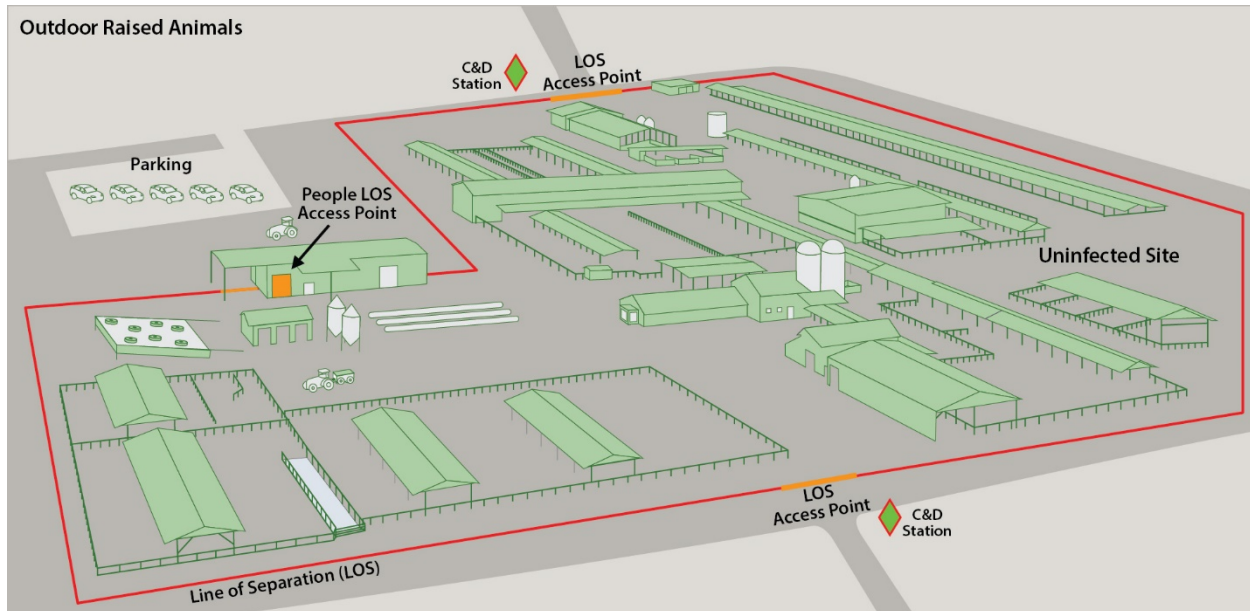 Outdoor Raised Animals
C&D
Station
LOS
Access Point
Parking
People LOS
Access Point
Uninfected Site
LOS
Access Point
C&D
Station
Line of Separation (LOS)